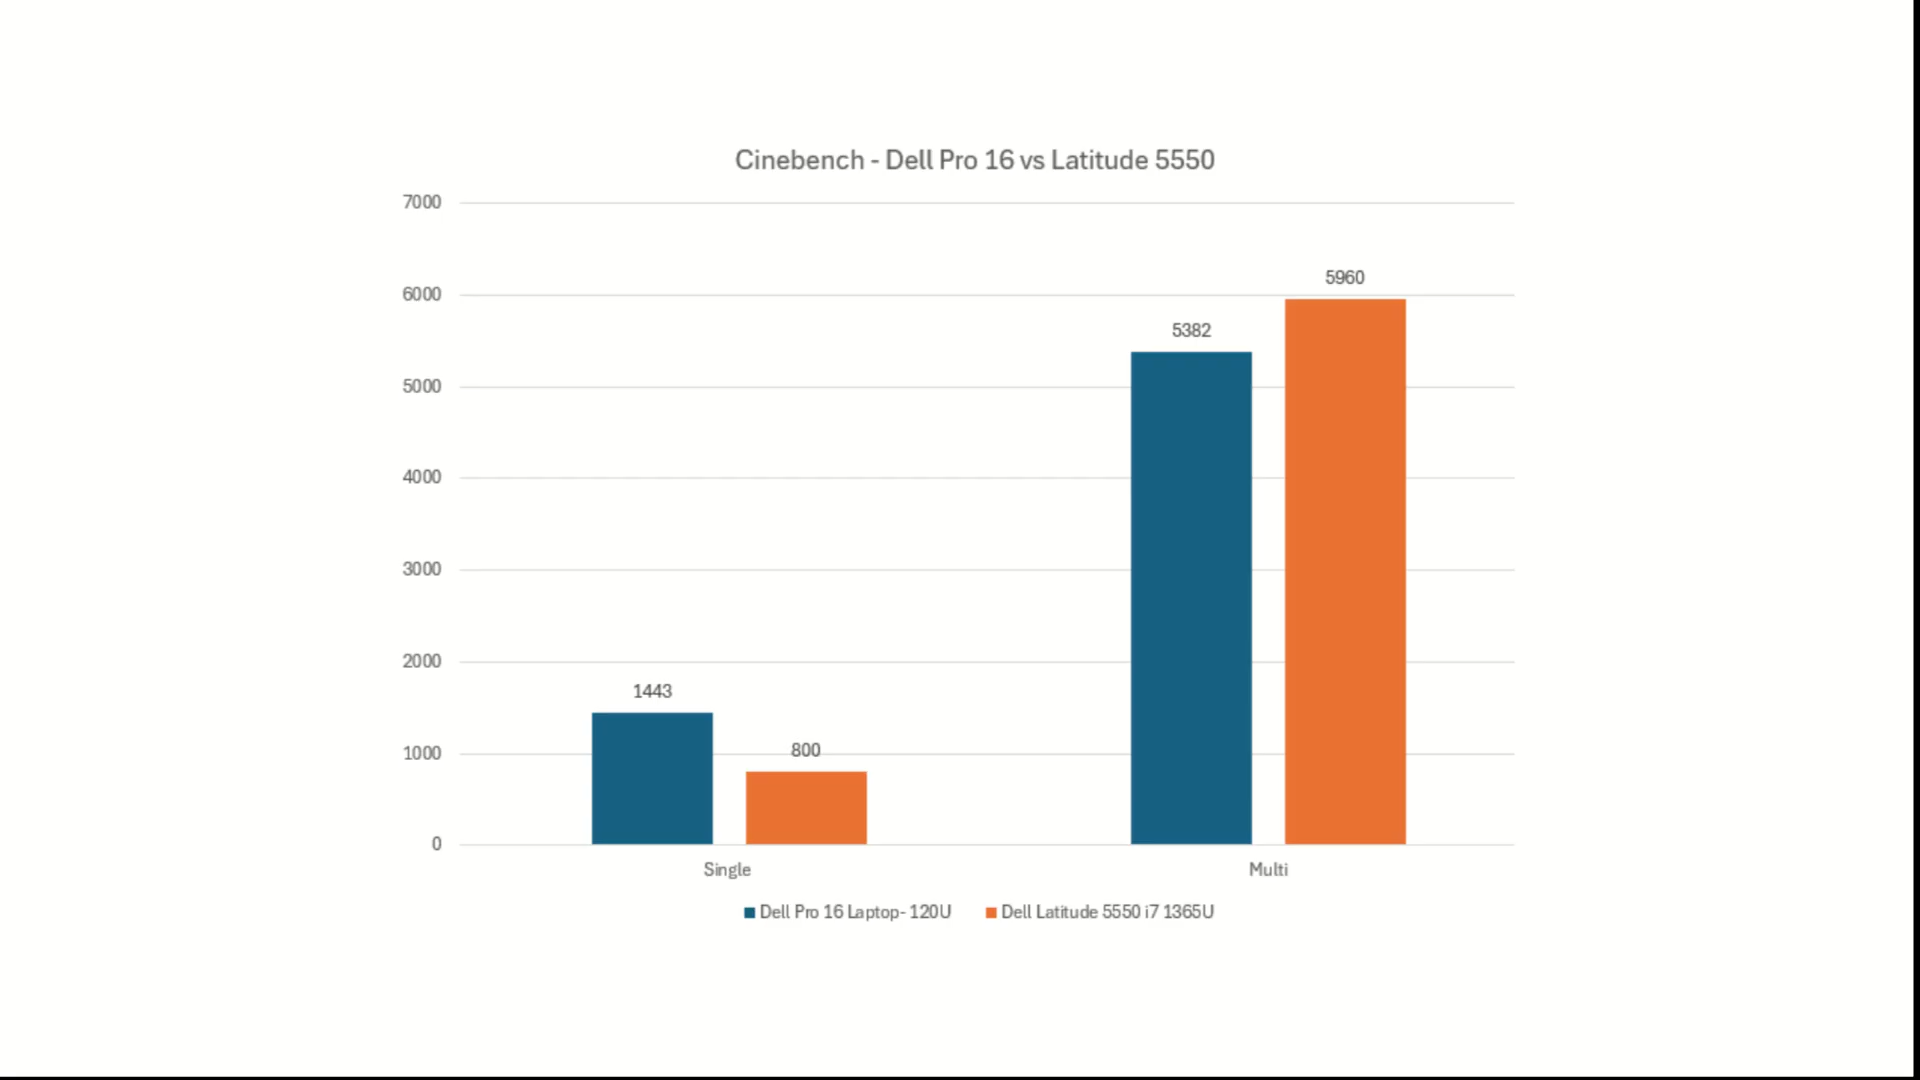 Cinebench - Dell Pro 16 vs Latitude 5550
7000
6000
5000
4000
3000
2000
1000
0
1443
800
5382
5960
Single
Multi
Dell Pro 16 Laptop- 120U
Dell Latitude 5550 i7 1365U